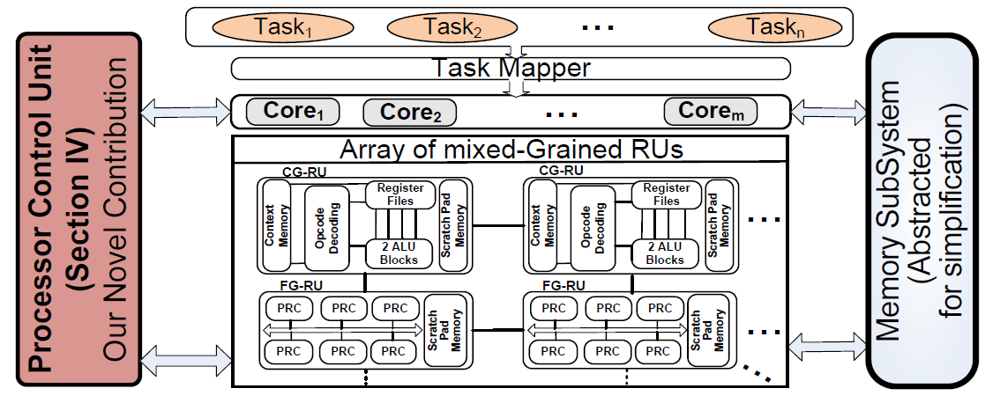 Task1
Task2
...
Taskn
Task Mapper
Processor Control Unit
(Section IV)
Our Novel Contribution
Core1
Core2
...
Corem
Memory SubSystem
(Abstracted
for simplification)
Array of mixed-Grained RUs
CG-RU
Context
Memory
Opcode
Decoding
Register
Files
2 ALU
Blocks
Scratch Pad
Memory
CG-RU
Context
Memory
Opcode
Decoding
Register
Files
2 ALU
Blocks
Scratch Pad
Memory
...
FG-RU
PRC
PRC
PRC
PRC
PRC
PRC
Scratch
Pad
Memory
FG-RU
PRC
PRC
PRC
PRC
PRC
PRC
Scratch
Pad
Memory
...
...